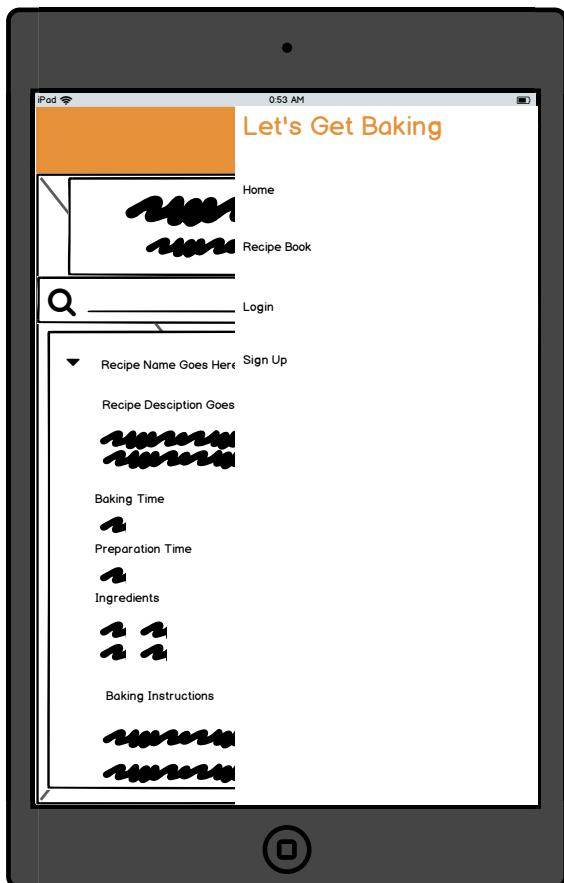 iPad
0:53 AM
Let's Get Baking
Home
Recipe Book
Login
Sign Up
Recipe Name Goes Here
Recipe Desciption Goes
Baking Time
Preparation Time
Ingredients
Baking Instructions